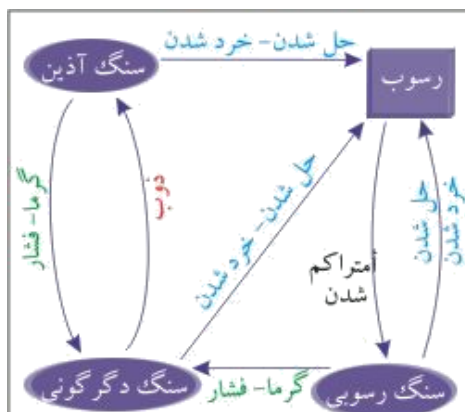 حل شدن - خرد شدن
سنگ آذین
رسوب
گرما - فشار
ذوب
حل شدن - خرد شدن
أمتراکم
شدن
حل شدن
خرد شدن
سنگ دگرگونی
گرما - فشار
سنگ رسوبی